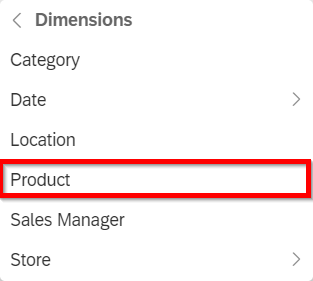 Dimensions
Category
Date
Location
Product
Sales Manager
Store